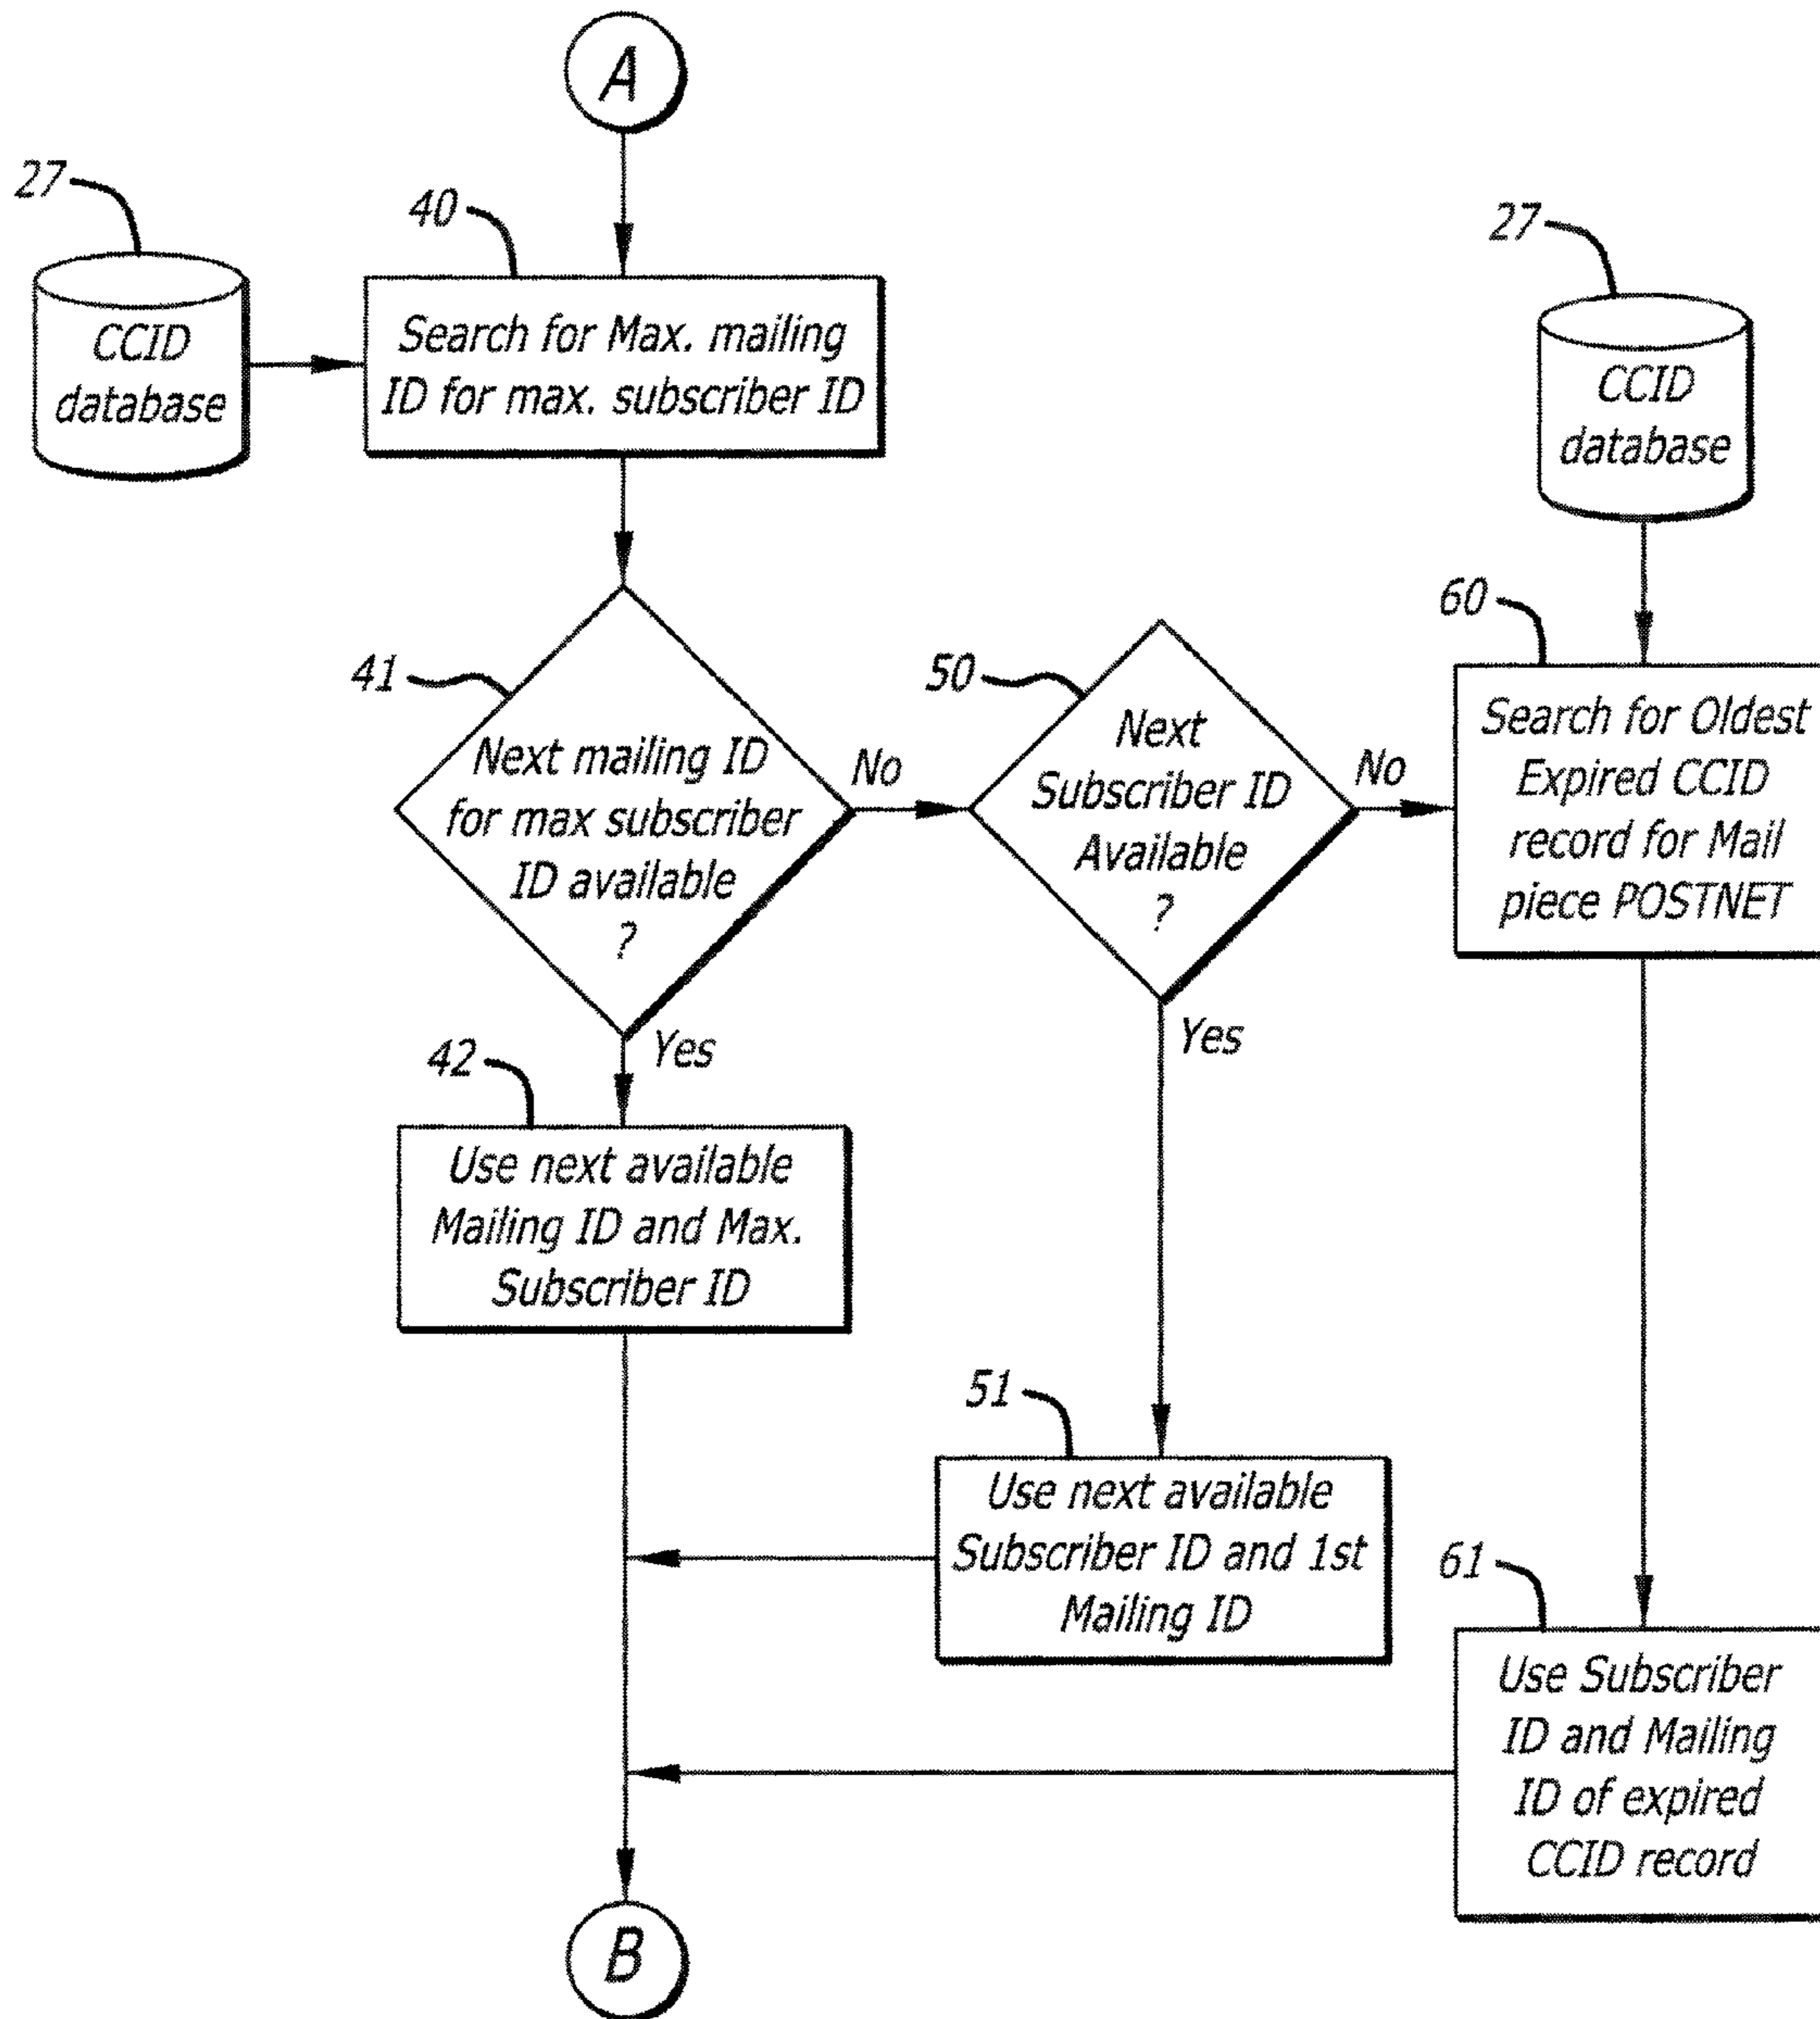 A
27
CCID
database
40
Search for Max. mailing
ID for max. subscriber ID
27
CCID
database
41
Next mailing ID
for max subscriber
ID available
?
No
50
Next
Subscriber ID
Available
?
No
60
Search for Oldest
Expired CCID
record for Mail
piece POSTNET
Yes
42
Use next available
Mailing ID and Max.
Subscriber ID
Yes
51
Use next available
Subscriber ID and 1st
Mailing ID
61
Use Subscriber
ID and Mailing
ID of expired
CCID record
B